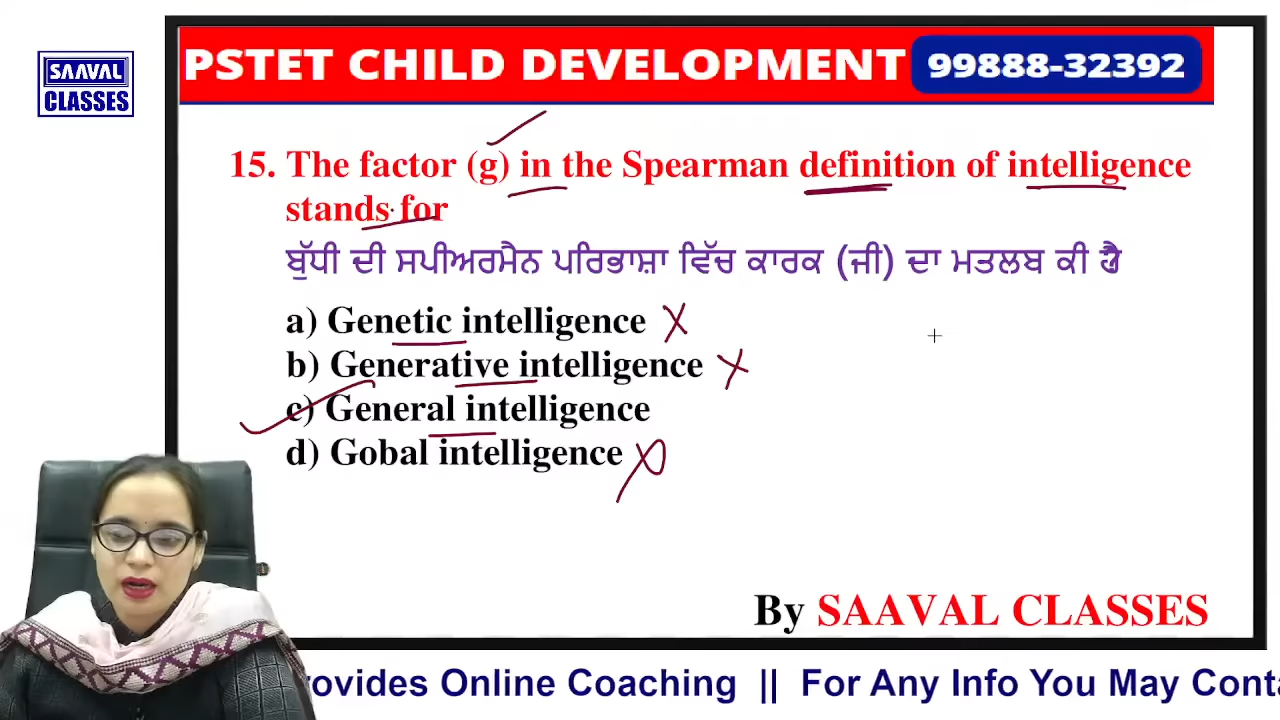 SAAVAL
CLASSES
PSTET CHILD DEVELOPMENT
99888-32392
15. The factor (g) in the Spearman definition of intelligence
stands for
ਬੁੱਧੀ ਦੀ ਸਪੀਅਰਮੈਨ ਪਰਿਭਾਸ਼ਾ ਵਿੱਚ ਕਾਰਕ (ਜੀ) ਦਾ ਮਤਲਬ ਕੀ ਹੈ?
a) Genetic intelligence
b) Generative intelligence
c) General intelligence
d) Gobal intelligence
By SAAVAL CLASSES
rovides Online Coaching || For Any Info You May Conta